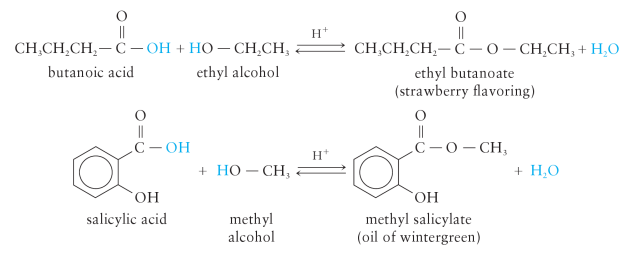 O O
CH₃CH₂CH₂ — C — OH + HO — CH₂CH₃ H⁺ CH₃CH₂CH₂ — C — O — CH₂CH₃ + H₂O
butanoic acid ethyl alcohol ethyl butanoate
(strawberry flavoring)
O O
C — OH + HO — CH₃ H⁺ C — O — CH₃ + H₂O
OH OH
salicylic acid methyl methyl salicylate
alcohol (oil of wintergreen)